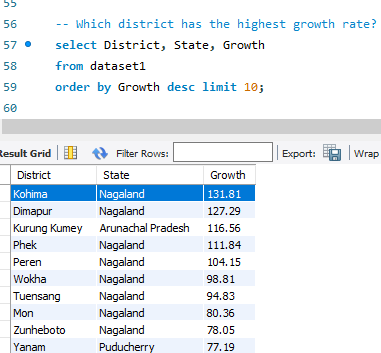 55
56 -- Which district has the highest growth rate?
57 select District, State, Growth
58 from dataset1
59 order by Growth desc limit 10;
60
Result Grid Filter Rows: Export: Wrap
District State Growth
Kohima Nagaland 131.81
Dimapur Nagaland 127.29
Kurung Kumey Arunachal Pradesh 116.56
Phek Nagaland 111.84
Peren Nagaland 104.15
Wokha Nagaland 98.81
Tuensang Nagaland 94.83
Mon Nagaland 80.36
Zunheboto Nagaland 78.05
Yanam Puducherry 77.19